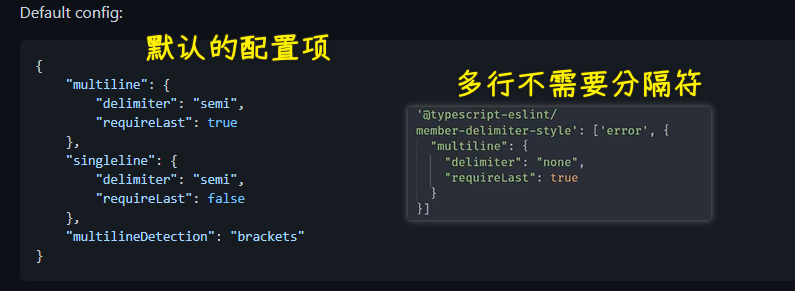 Default config:
默认的配置项
{
"multiline": {
"delimiter": "semi",
"requireLast": true
},
"singleline": {
"delimiter": "semi",
"requireLast": false
},
"multilineDetection": "brackets"
}
多行不需要分隔符
'@typescript-eslint/
member-delimiter-style': ['error', {
"multiline": {
"delimiter": "none",
"requireLast": true
}
}]